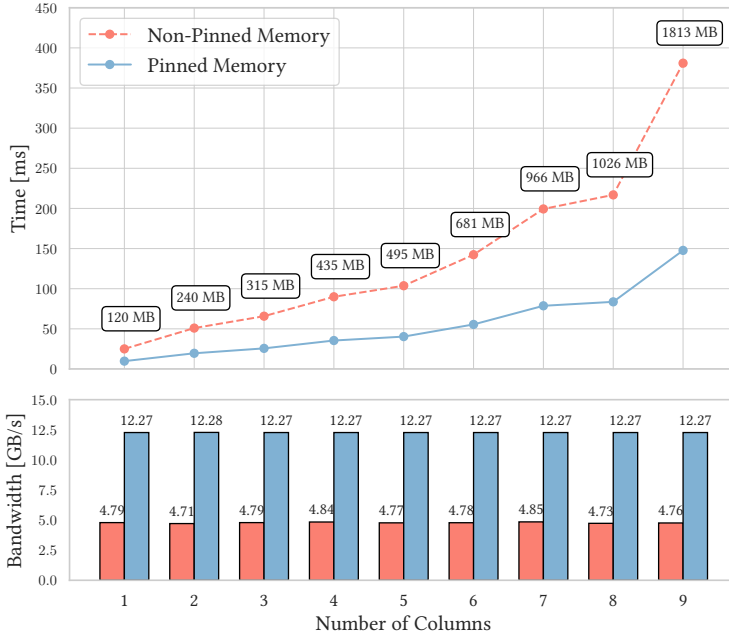 450
400
350
300
250
200
150
100
50
0
Time [ms]
Non-Pinned Memory
Pinned Memory
120 MB
240 MB
315 MB
435 MB
495 MB
681 MB
966 MB
1026 MB
1813 MB
15.0
12.5
10.0
7.5
5.0
2.5
0.0
Bandwidth [GB/s]
12.27 12.28 12.27 12.27 12.27 12.27 12.27 12.27 12.27
4.79 4.71 4.79 4.84 4.77 4.78 4.85 4.73 4.76
1 2 3 4 5 6 7 8 9
Number of Columns